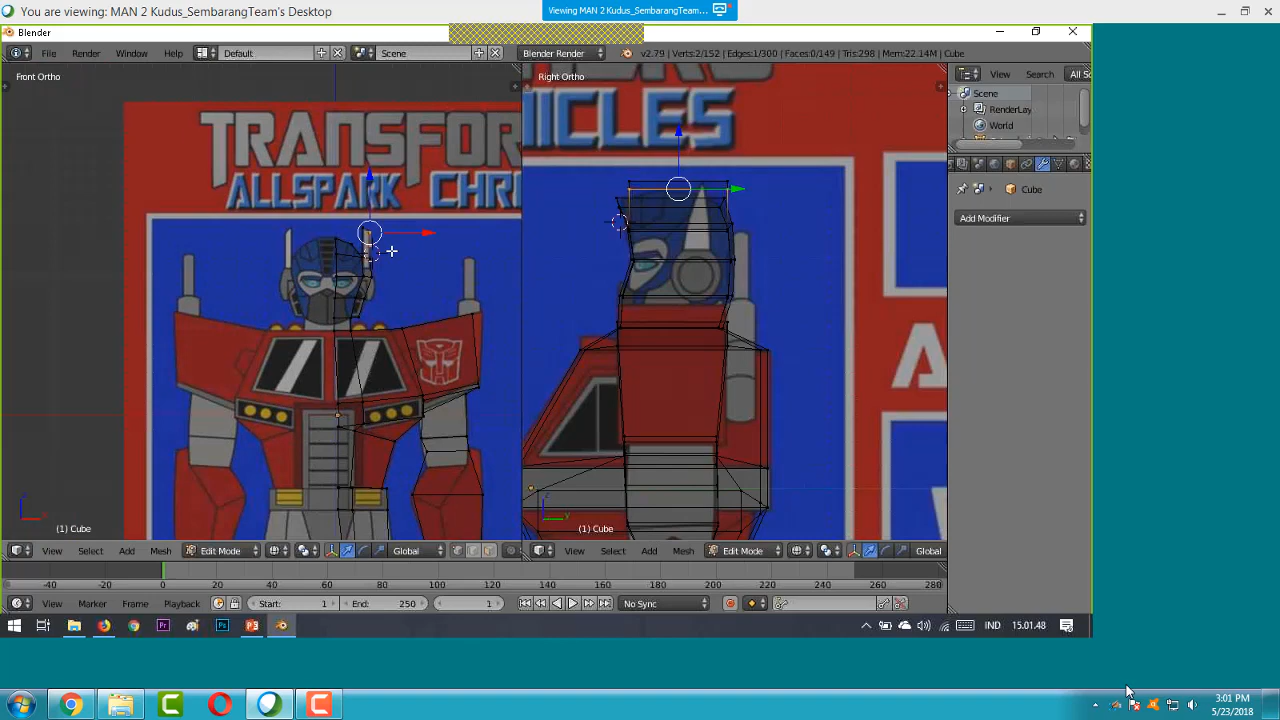 You are viewing: MAN 2 Kudus_SembarangTeam's Desktop
Viewing MAN 2 Kudus_SembarangTeam...
Blender
File Render Window Help Default Scene Blender Render v2.79 | Verts:2/152 | Edges:1/300 | Faces:0/149 | Tris:298 | Mem:22.14M | Cube
Front Ortho
Right Ortho
View Search All Sc
Scene
RenderLay
World
TRANSFOR
ALLSPARK CHR
ICLES
Cube
Add Modifier
(1) Cube
(1) Cube
View Select Add Mesh Edit Mode Global
View Select Add Mesh Edit Mode Global
-40 -20 0 20 40 60 80 100 120 140 160 180 200 220 240 260 280
View Marker Frame Playback Start: 1 End: 250 1 No Sync
IND 15.01.48
3:01 PM
5/23/2018